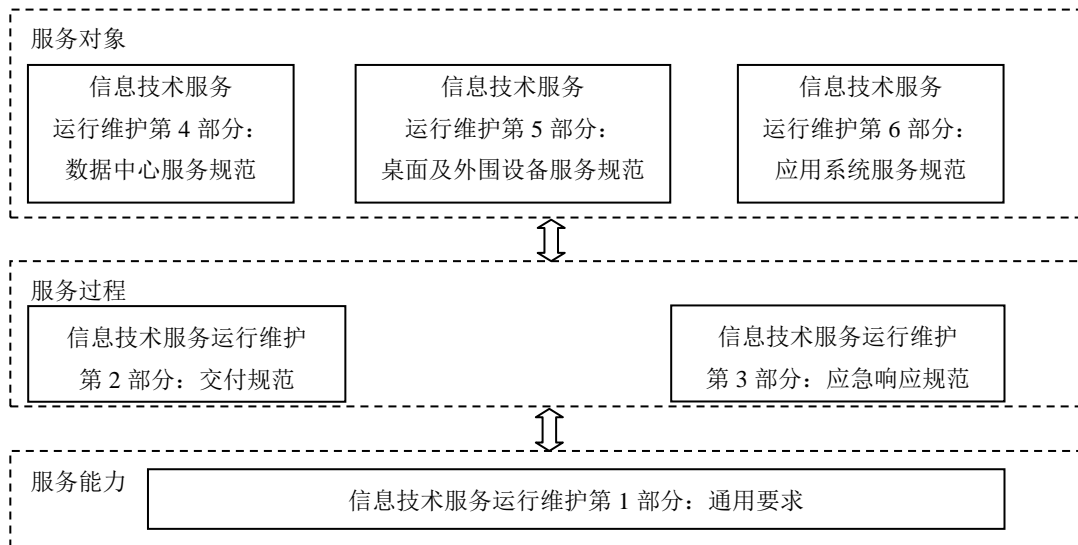 服务对象
信息技术服务
运行维护第 4 部分：
数据中心服务规范
信息技术服务
运行维护第 5 部分：
桌面及外围设备服务规范
信息技术服务
运行维护第 6 部分：
应用系统服务规范
服务过程
信息技术服务运行维护
第 2 部分：交付规范
信息技术服务运行维护
第 3 部分：应急响应规范
服务能力
信息技术服务运行维护第 1 部分：通用要求